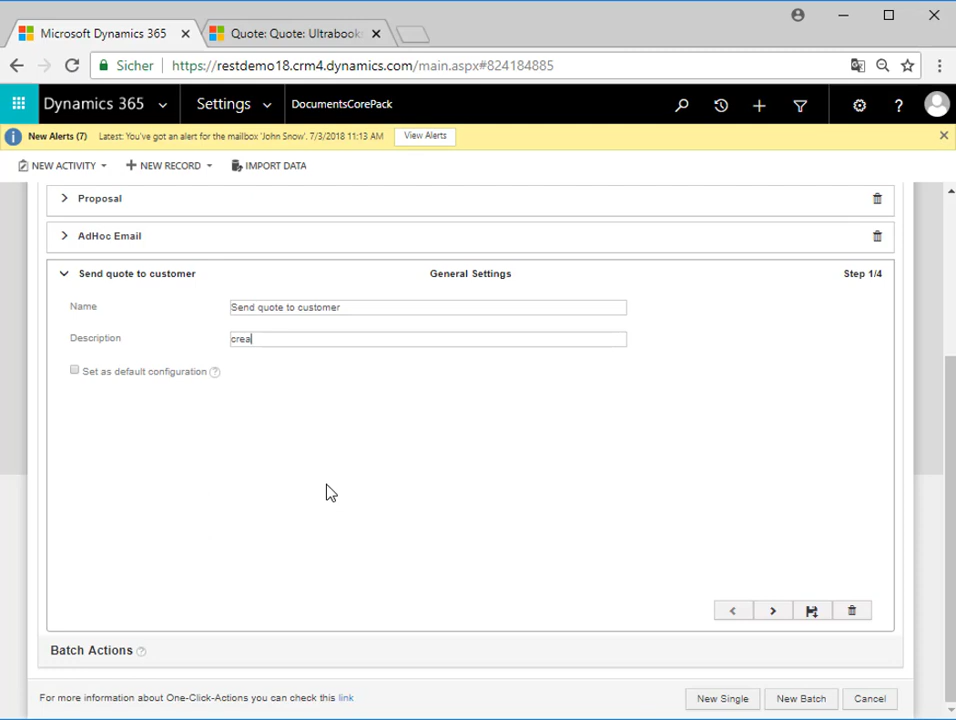 Microsoft Dynamics 365
Quote: Quote: Ultrabook
Sicher
https://restdemo18.crm4.dynamics.com/main.aspx#824184885
Dynamics 365
Settings
DocumentsCorePack
New Alerts (7)
Latest: You've got an alert for the mailbox 'John Snow'. 7/3/2018 11:13 AM
View Alerts
NEW ACTIVITY
NEW RECORD
IMPORT DATA
Proposal
AdHoc Email
Send quote to customer
General Settings
Step 1/4
Name
Send quote to customer
Description
crea
Set as default configuration
Batch Actions
For more information about One-Click-Actions you can check this link
New Single
New Batch
Cancel